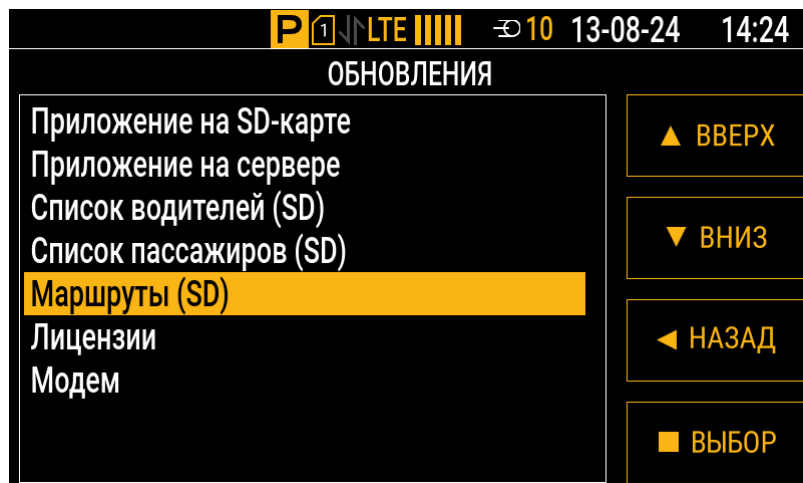 P 1 LTE 10 13-08-24 14:24
ОБНОВЛЕНИЯ
Приложение на SD-карте
Приложение на сервере
Список водителей (SD)
Список пассажиров (SD)
Маршруты (SD)
Лицензии
Модем
▲ ВВЕРХ
▼ ВНИЗ
◄ НАЗАД
■ ВЫБОР